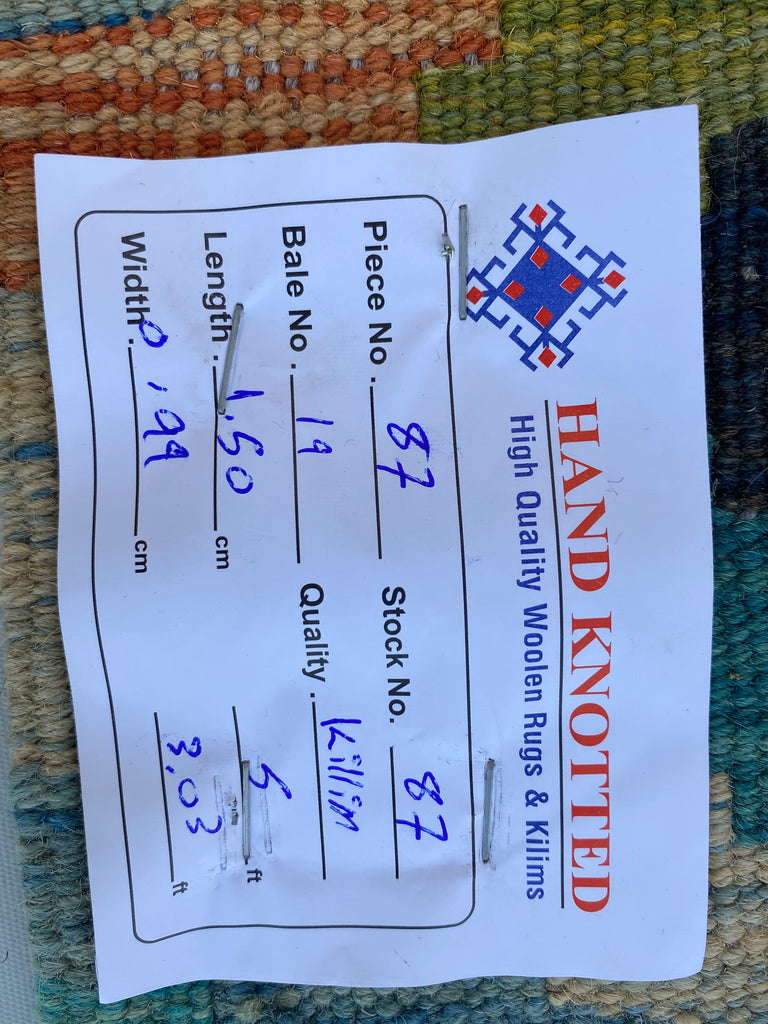 HAND KNOTTED
High Quality Woolen Rugs & Kilims
Piece No. 87 Stock No. 87
Bale No. 19 Quality. Killim
Length. 1.50 cm 5 ft
Width. 0.99 cm 3.03 ft